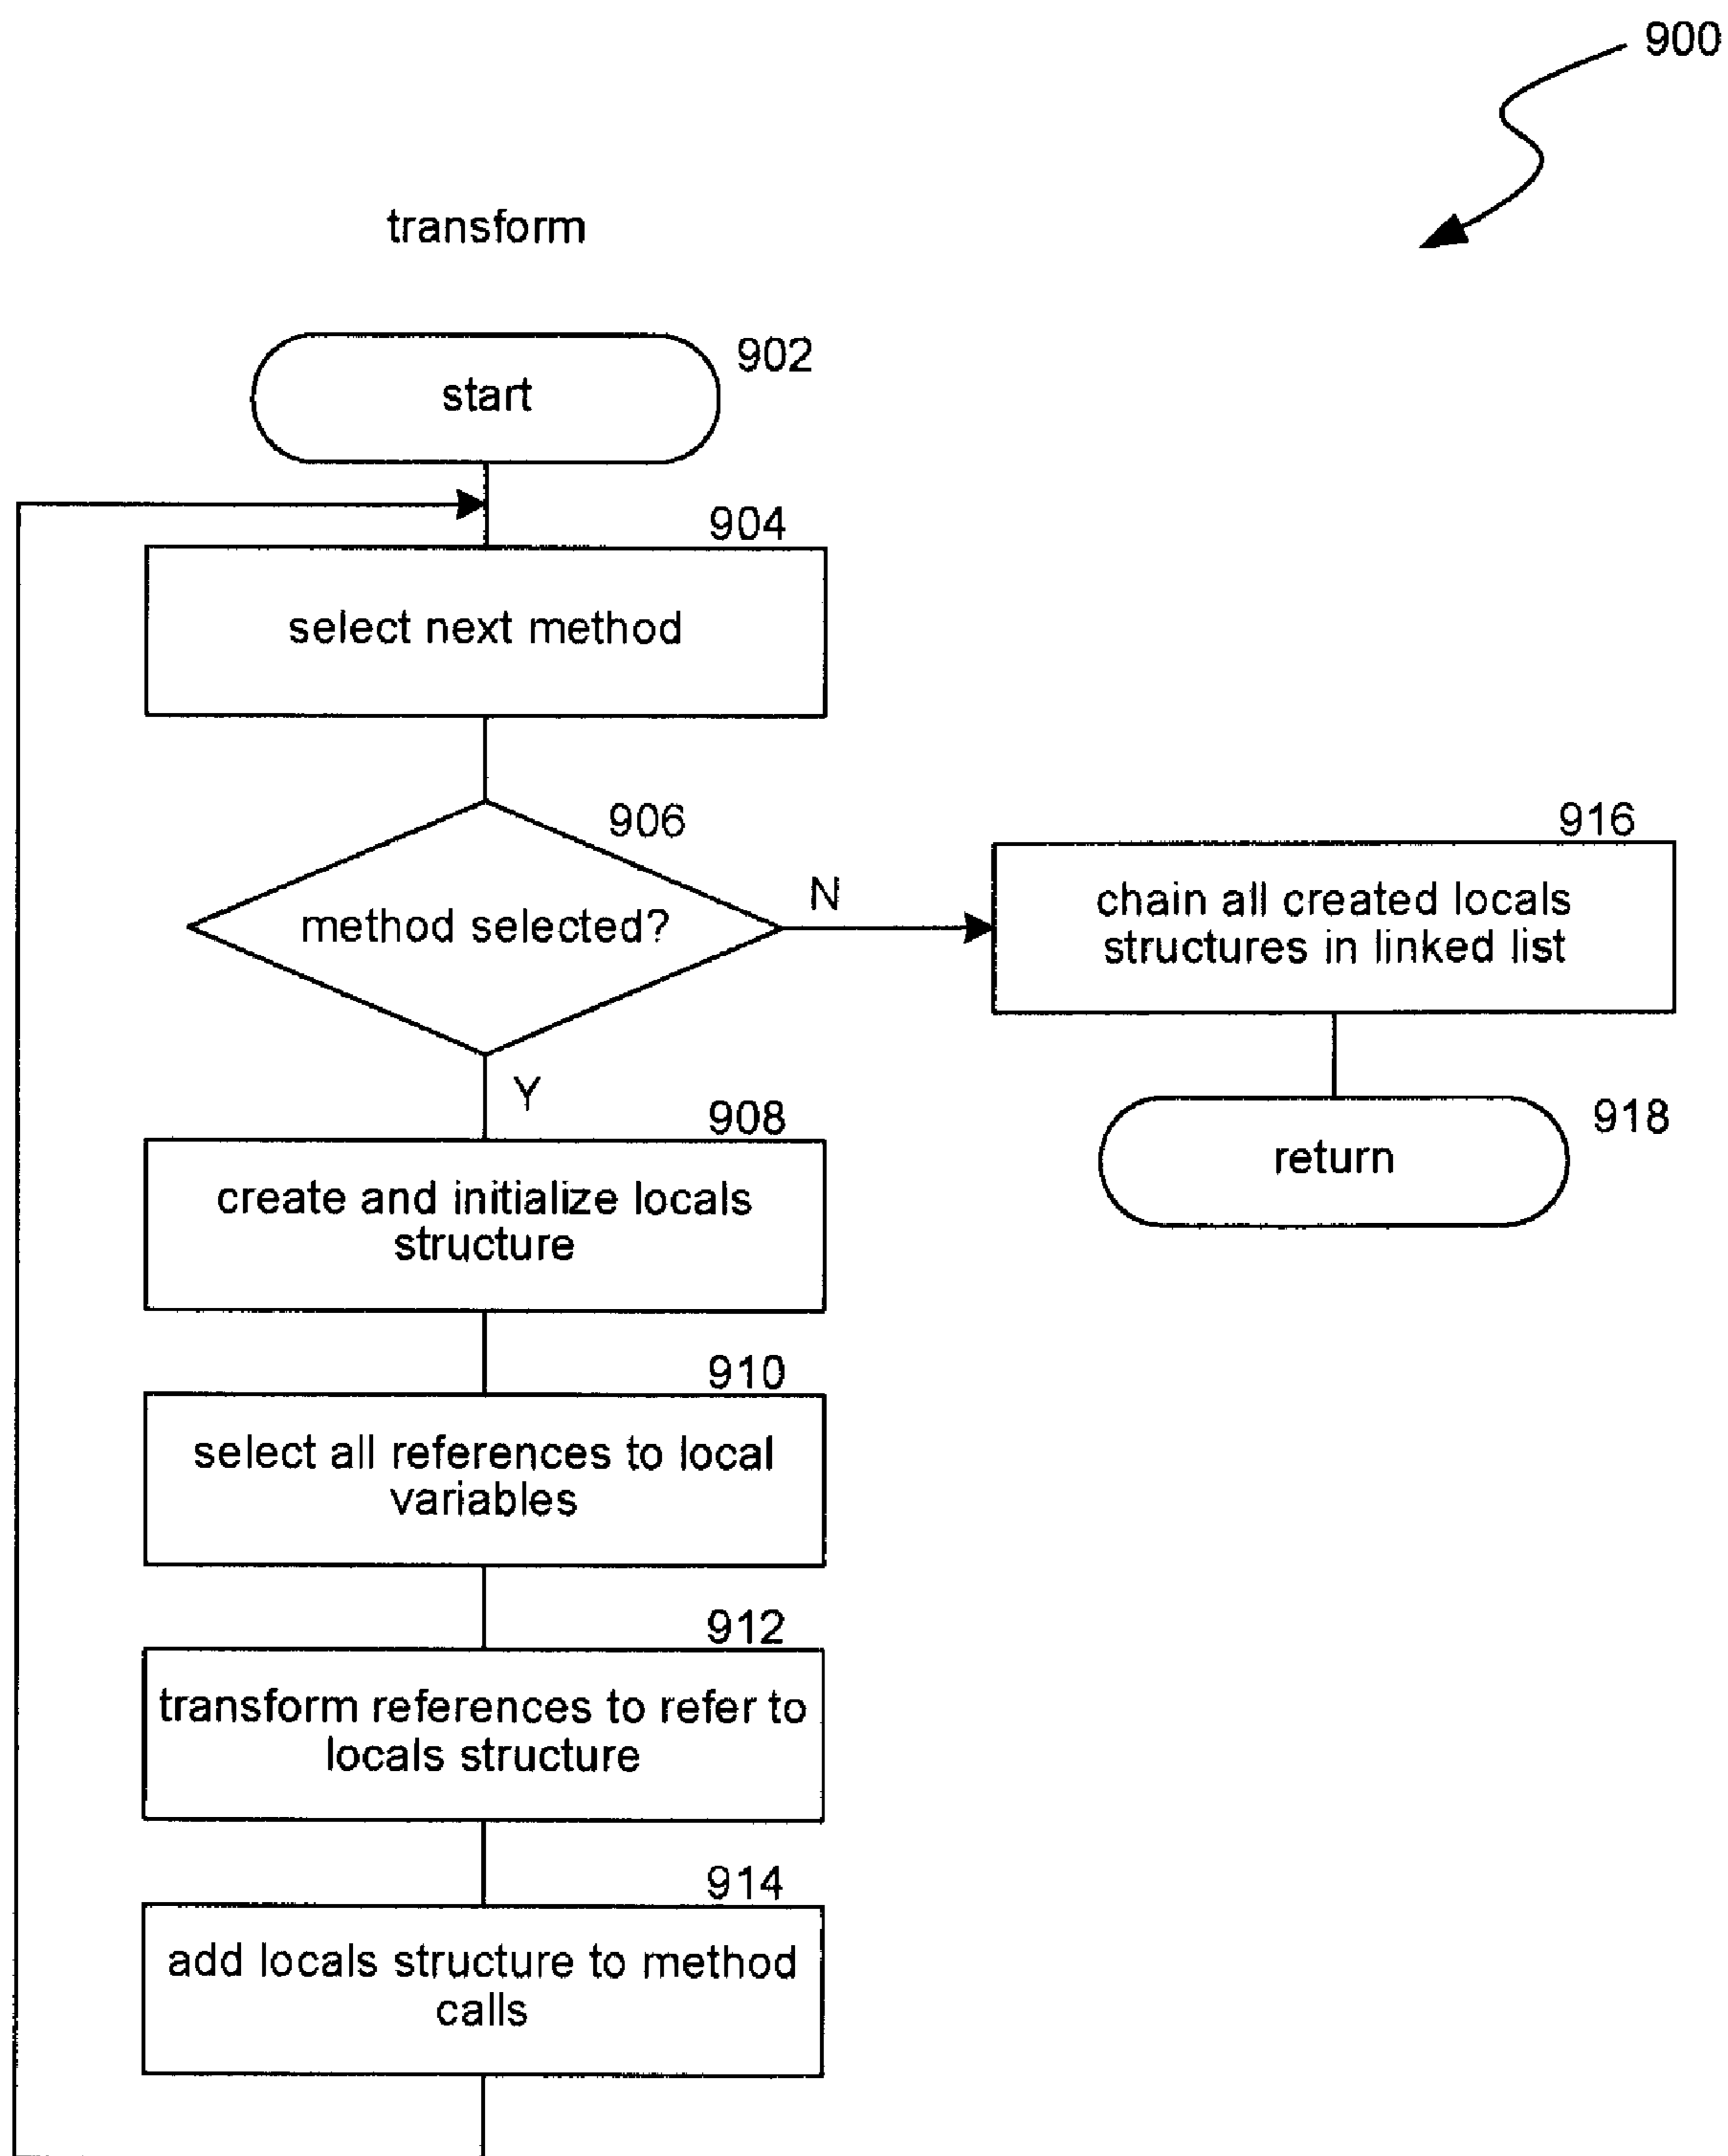 900
transform
902
start
904
select next method
906
method selected?
N
916
chain all created locals
structures in linked list
Y
908
create and initialize locals
structure
918
return
910
select all references to local
variables
912
transform references to refer to
locals structure
914
add locals structure to method
calls